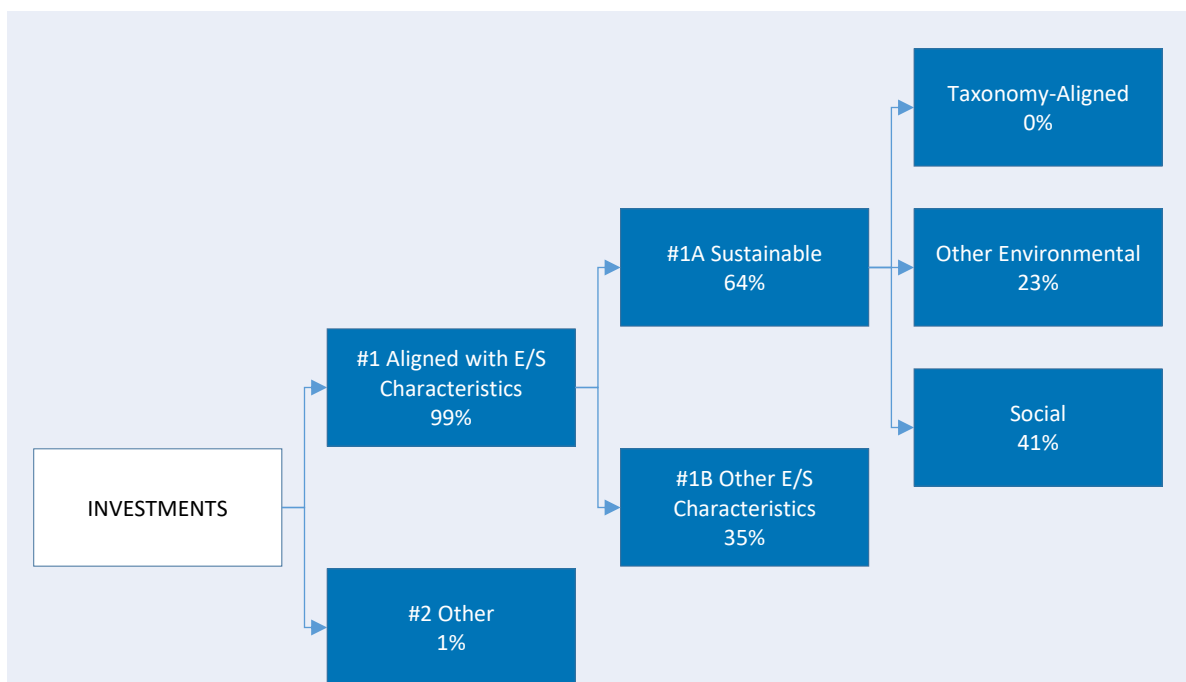 INVESTMENTS
#1 Aligned with E/S
Characteristics
99%
#2 Other
1%
#1A Sustainable
64%
#1B Other E/S
Characteristics
35%
Taxonomy-Aligned
0%
Other Environmental
23%
Social
41%